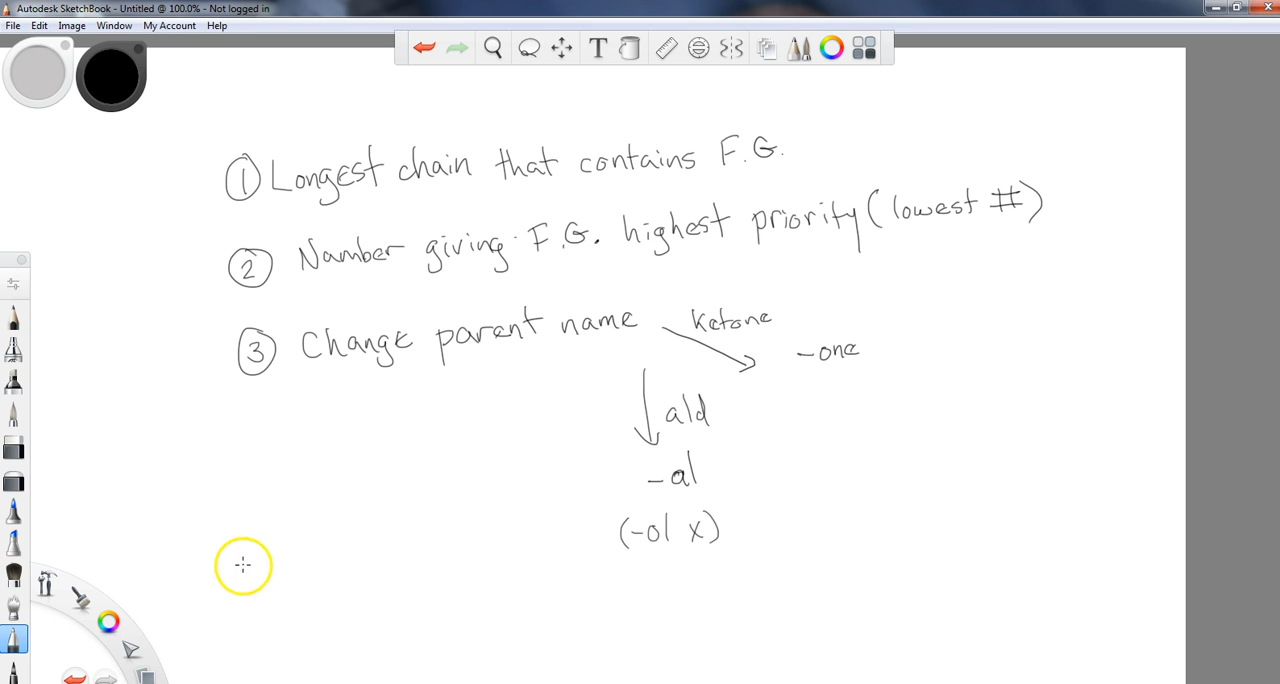 Autodesk SketchBook - Untitled @ 100.0% - Not logged in
File Edit Image Window My Account Help
T
① Longest chain that contains F.G.
② Number giving F.G. highest priority (lowest #)
③ Change parent name ketone
-one
ald
-al
(-ol x)